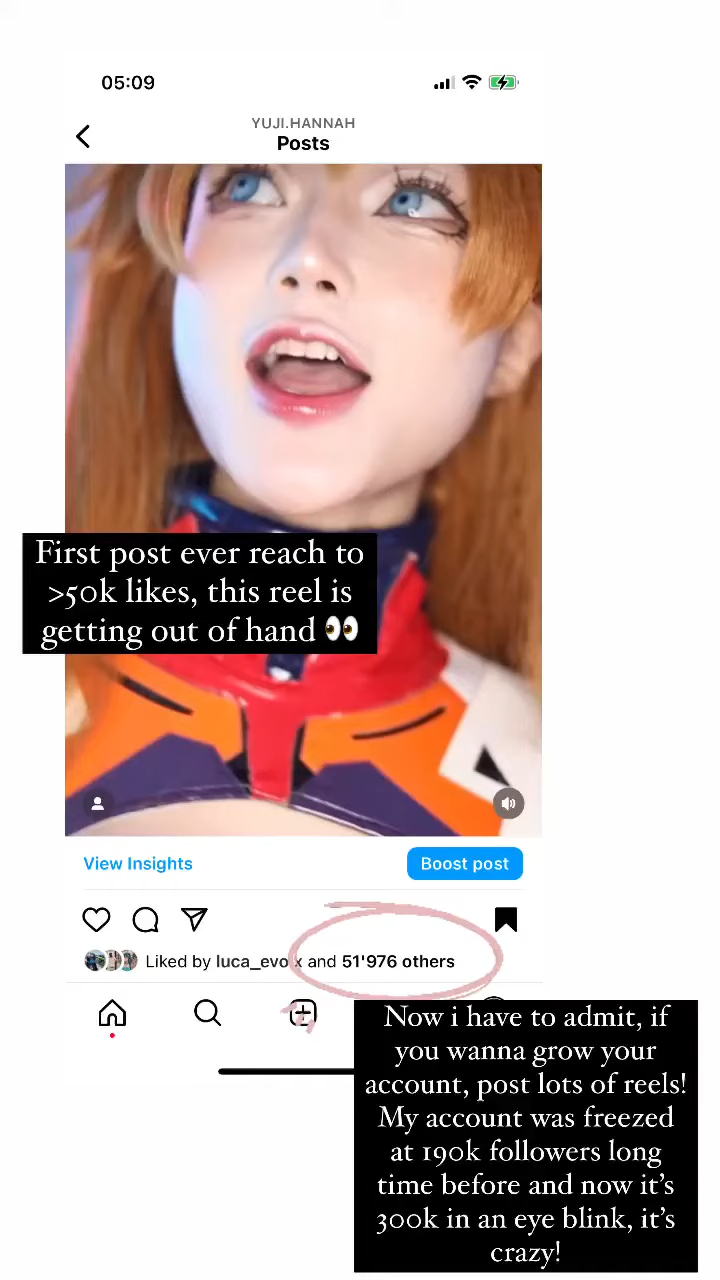 05:09
YUJI.HANNAH
Posts
First post ever reach to
>50k likes, this reel is
getting out of hand 👀
View Insights
Boost post
Liked by luca_evolx and 51'976 others
Now i have to admit, if
you wanna grow your
account, post lots of reels!
My account was freezed
at 190k followers long
time before and now it’s
300k in an eye blink, it’s
crazy!